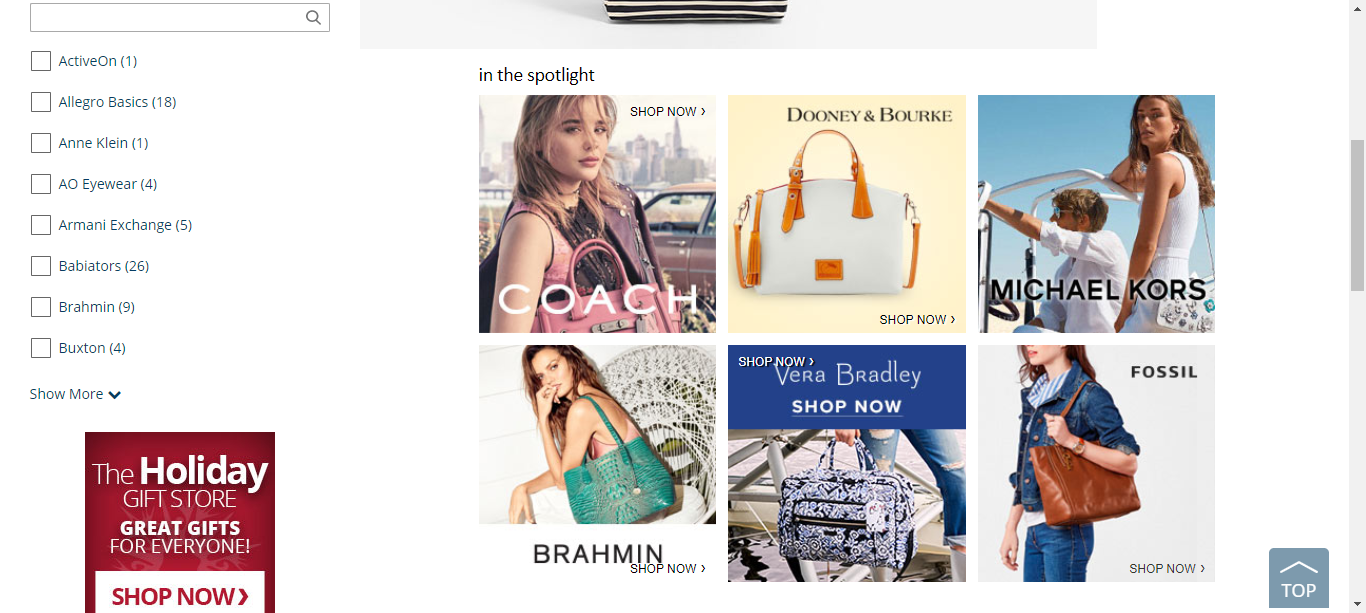 ActiveOn (1)
Allegro Basics (18)
Anne Klein (1)
AO Eyewear (4)
Armani Exchange (5)
Babiators (26)
Brahmin (9)
Buxton (4)
Show More
The Holiday
GIFT STORE
GREAT GIFTS
FOR EVERYONE!
SHOP NOW ❯
in the spotlight
SHOP NOW ›
COACH
DOONEY & BOURKE
SHOP NOW ›
MICHAEL KORS
BRAHMIN
SHOP NOW ›
SHOP NOW ›
Vera Bradley
SHOP NOW
FOSSIL
SHOP NOW ›
TOP